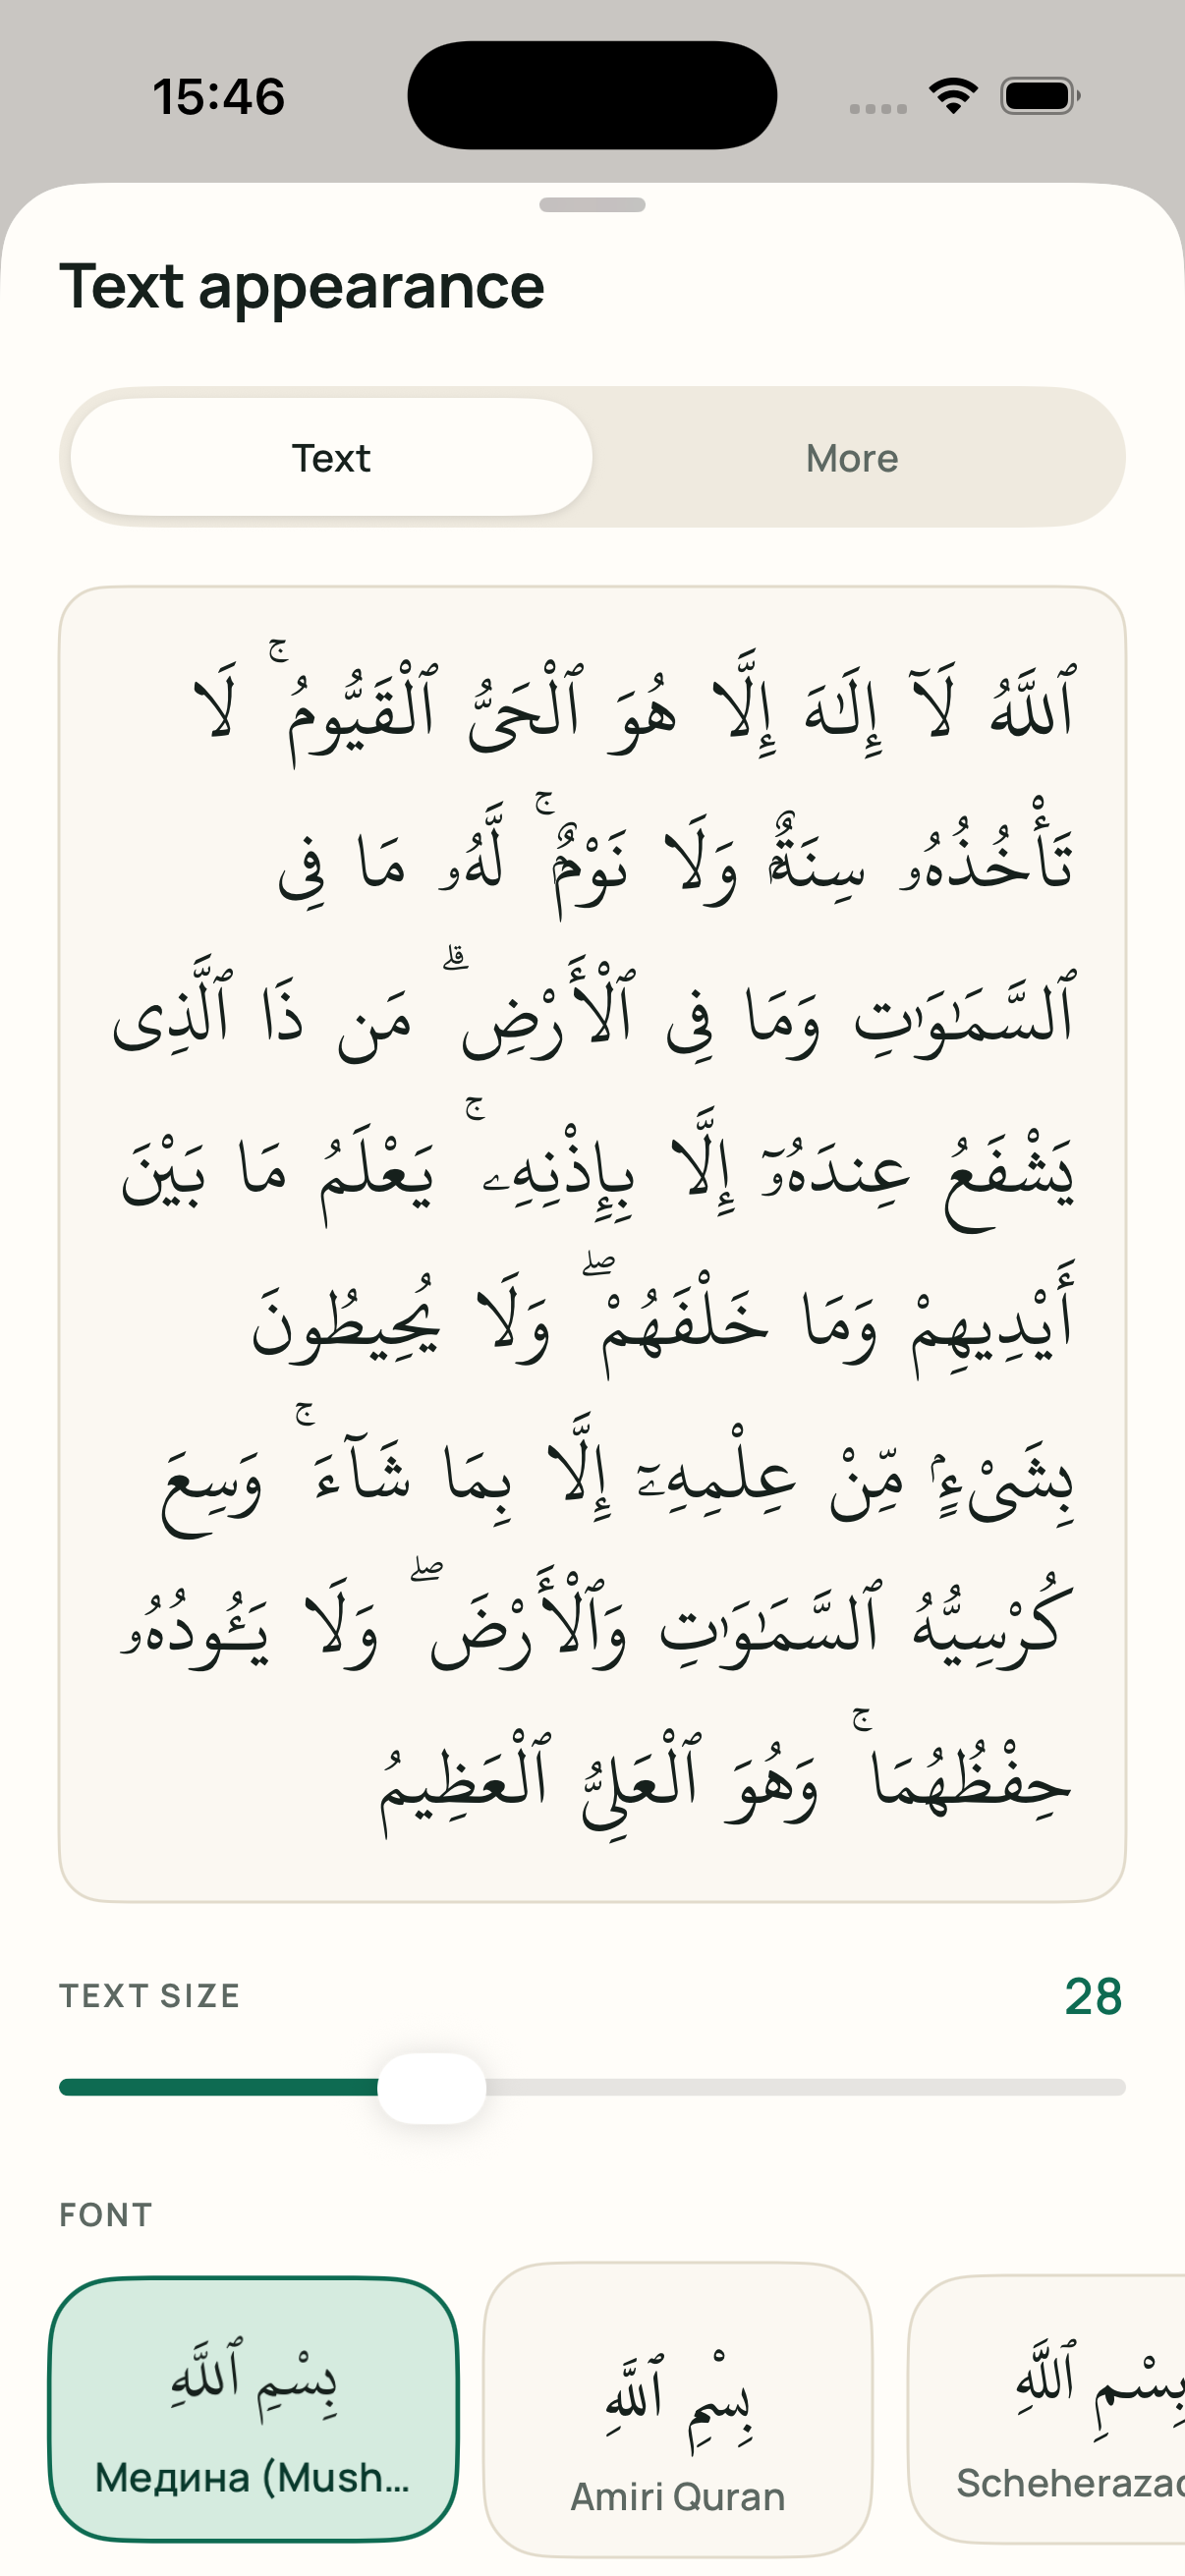 15:46
Text appearance
Text
More
ٱللَّهُ لَآ إِلَـٰهَ إِلَّا هُوَ ٱلْحَىُّ ٱلْقَيُّومُ ۚ لَا
تَأْخُذُهُۥ سِنَةٌۭ وَلَا نَوْمٌۭ ۚ لَّهُۥ مَا فِى
ٱلسَّمَـٰوَٰتِ وَمَا فِى ٱلْأَرْضِ ۗ مَن ذَا ٱلَّذِى
يَشْفَعُ عِندَهُۥٓ إِلَّا بِإِذْنِهِۦ ۚ يَعْلَمُ مَا بَيْنَ
أَيْدِيهِمْ وَمَا خَلْفَهُمْ ۖ وَلَا يُحِيطُونَ
بِشَىْءٍۢ مِّنْ عِلْمِهِۦٓ إِلَّا بِمَا شَآءَ ۚ وَسِعَ
كُرْسِيُّهُ ٱلسَّمَـٰوَٰتِ وَٱلْأَرْضَ ۖ وَلَا يَـُٔودُهُۥ
حِفْظُهُمَا ۚ وَهُوَ ٱلْعَلِىُّ ٱلْعَظِيمُ
TEXT SIZE
28
FONT
بِسْمِ ٱللَّهِ
Медина (Mush...
بِسْمِ ٱللَّهِ
Amiri Quran
بِسْمِ ٱللَّهِ